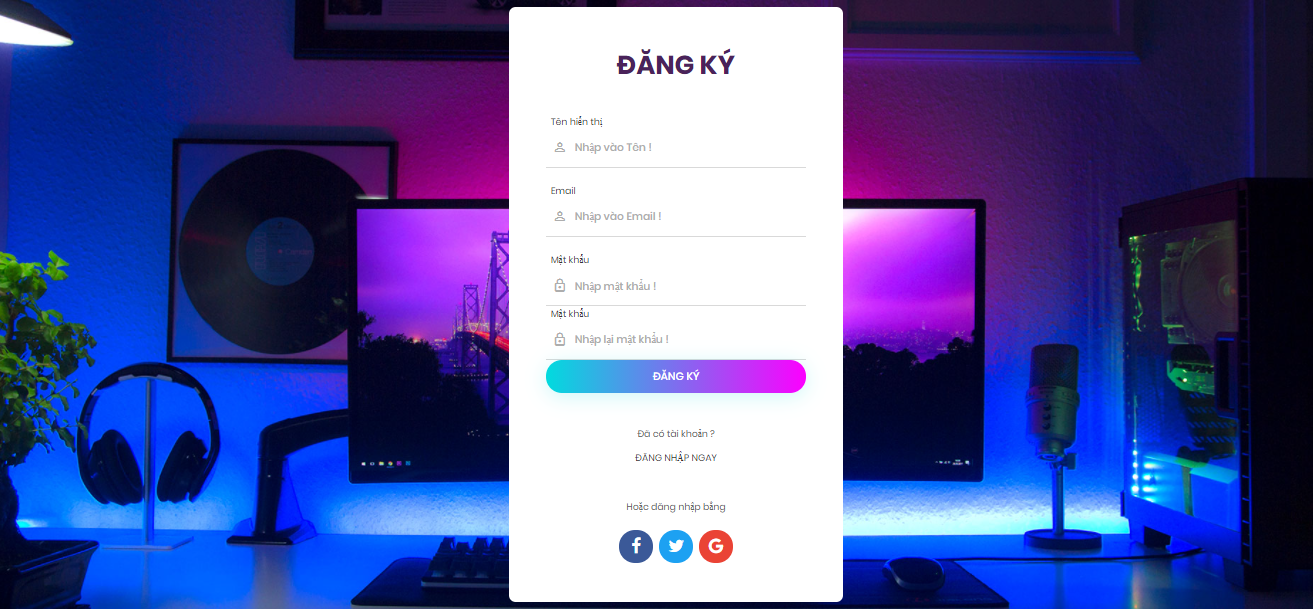 ĐĂNG KÝ
Tên hiển thị
Nhập vào Tên !
Email
Nhập vào Email !
Mật khẩu
Nhập mật khẩu !
Mật khẩu
Nhập lại mật khẩu !
ĐĂNG KÝ
Đã có tài khoản ?
ĐĂNG NHẬP NGAY
Hoặc đăng nhập bằng